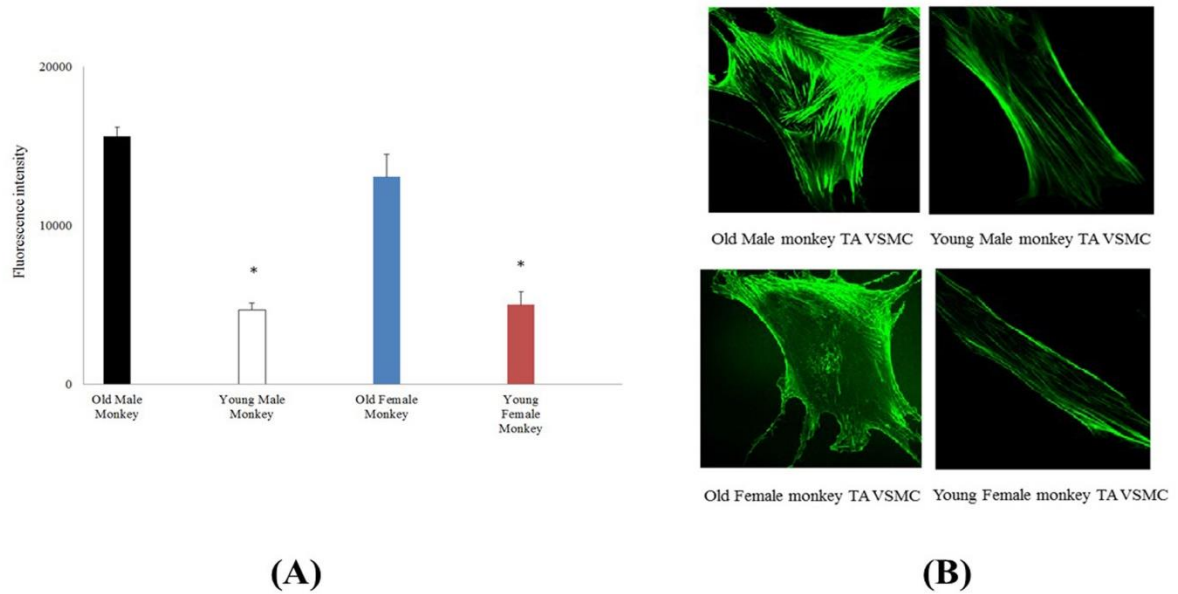 20000
10000
0
Fluorescence intensity
*
*
Old Male
Monkey
Young Male
Monkey
Old Female
Monkey
Young
Female
Monkey
(A)
Old Male monkey TA VSMC
Young Male monkey TA VSMC
Old Female monkey TA VSMC
Young Female monkey TA VSMC
(B)